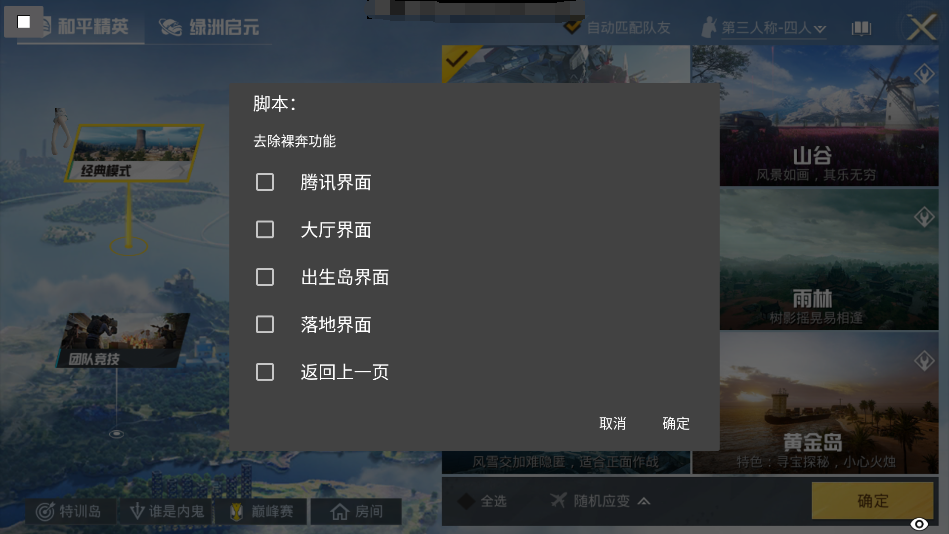 和平精英
绿洲启元
自动匹配队友
第三人称-四人
脚本：
去除裸奔功能
腾讯界面
大厅界面
出生岛界面
落地界面
返回上一页
取消
确定
经典模式
团队竞技
山谷
风景如画，其乐无穷
雨林
树影摇晃易相逢
黄金岛
特色：寻宝探秘，小心火烛
风雪交加难隐匿，适合正面作战
特训岛
谁是内鬼
巅峰赛
房间
全选
随机应变
确定